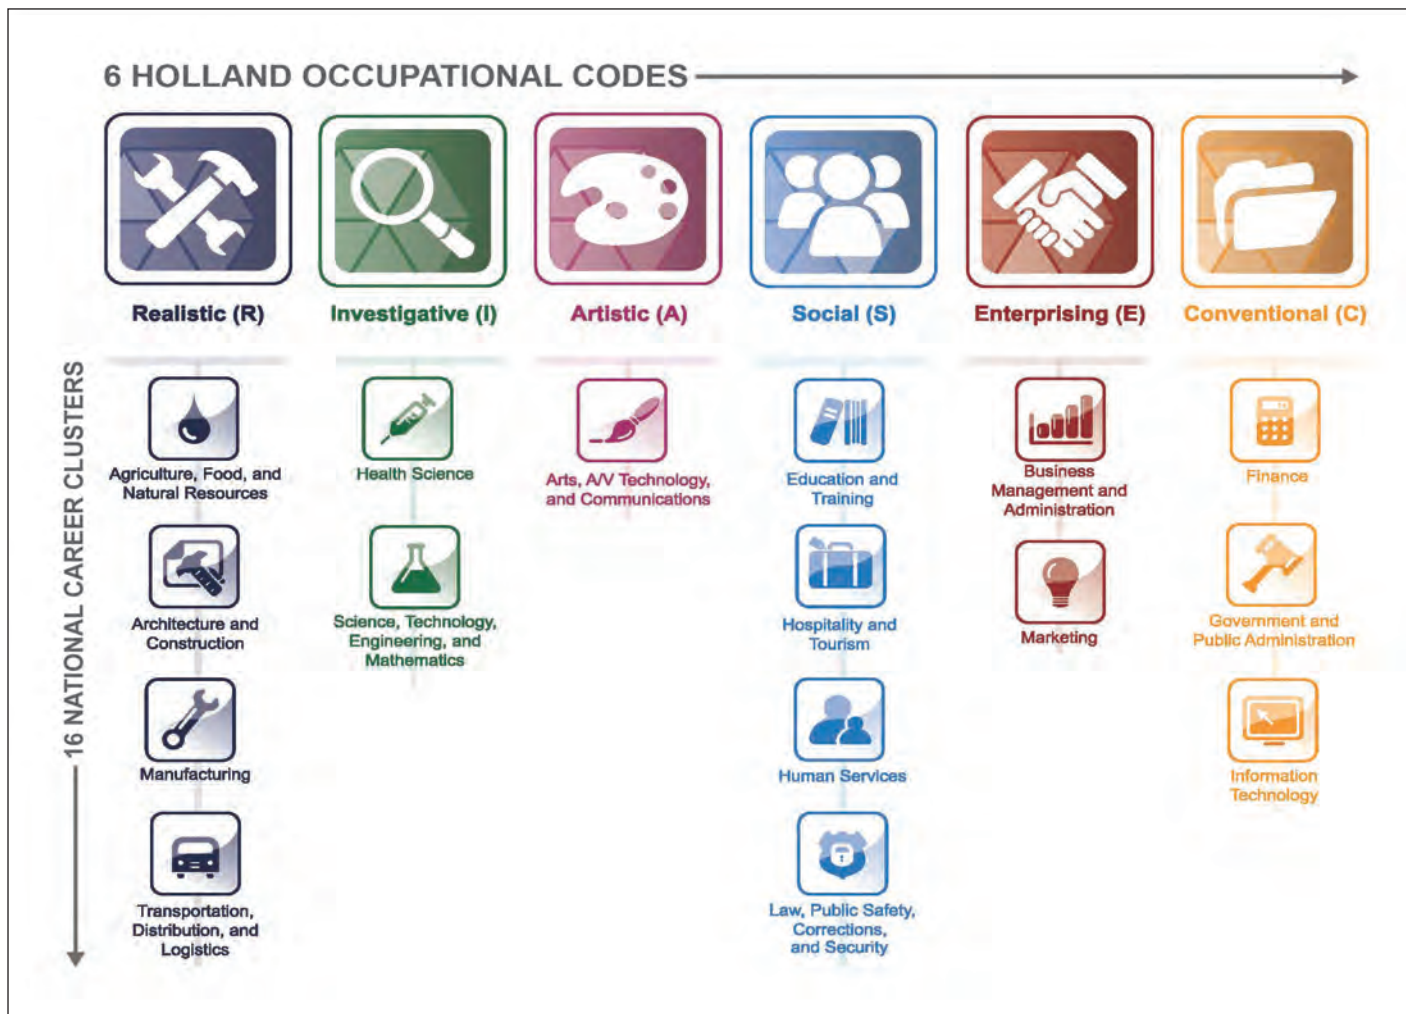 6 HOLLAND OCCUPATIONAL CODES
Realistic (R)
Investigative (I)
Artistic (A)
Social (S)
Enterprising (E)
Conventional (C)
16 NATIONAL CAREER CLUSTERS
Agriculture, Food, and
Natural Resources
Architecture and
Construction
Manufacturing
Transportation,
Distribution, and
Logistics
Health Science
Science, Technology,
Engineering, and
Mathematics
Arts, A/V Technology,
and Communications
Education and
Training
Hospitality and
Tourism
Human Services
Law, Public Safety,
Corrections,
and Security
Business
Management and
Administration
Marketing
Finance
Government and
Public Administration
Information
Technology